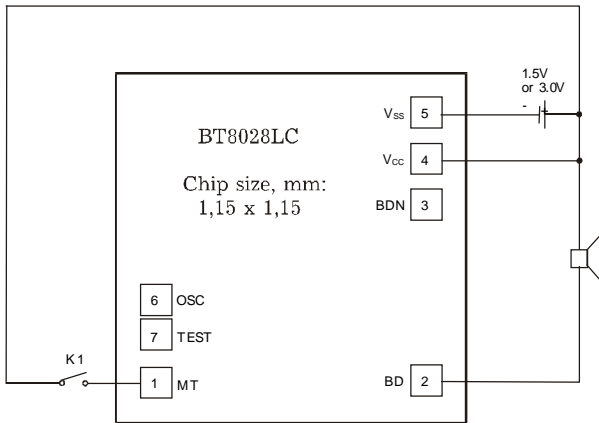 1.5V
or 3.0V
- +
VSS 5
BT8028LC
VCC 4
Chip size, mm:
1,15 x 1,15
BDN 3
6 OSC
7 TEST
K1
1 MT
BD 2